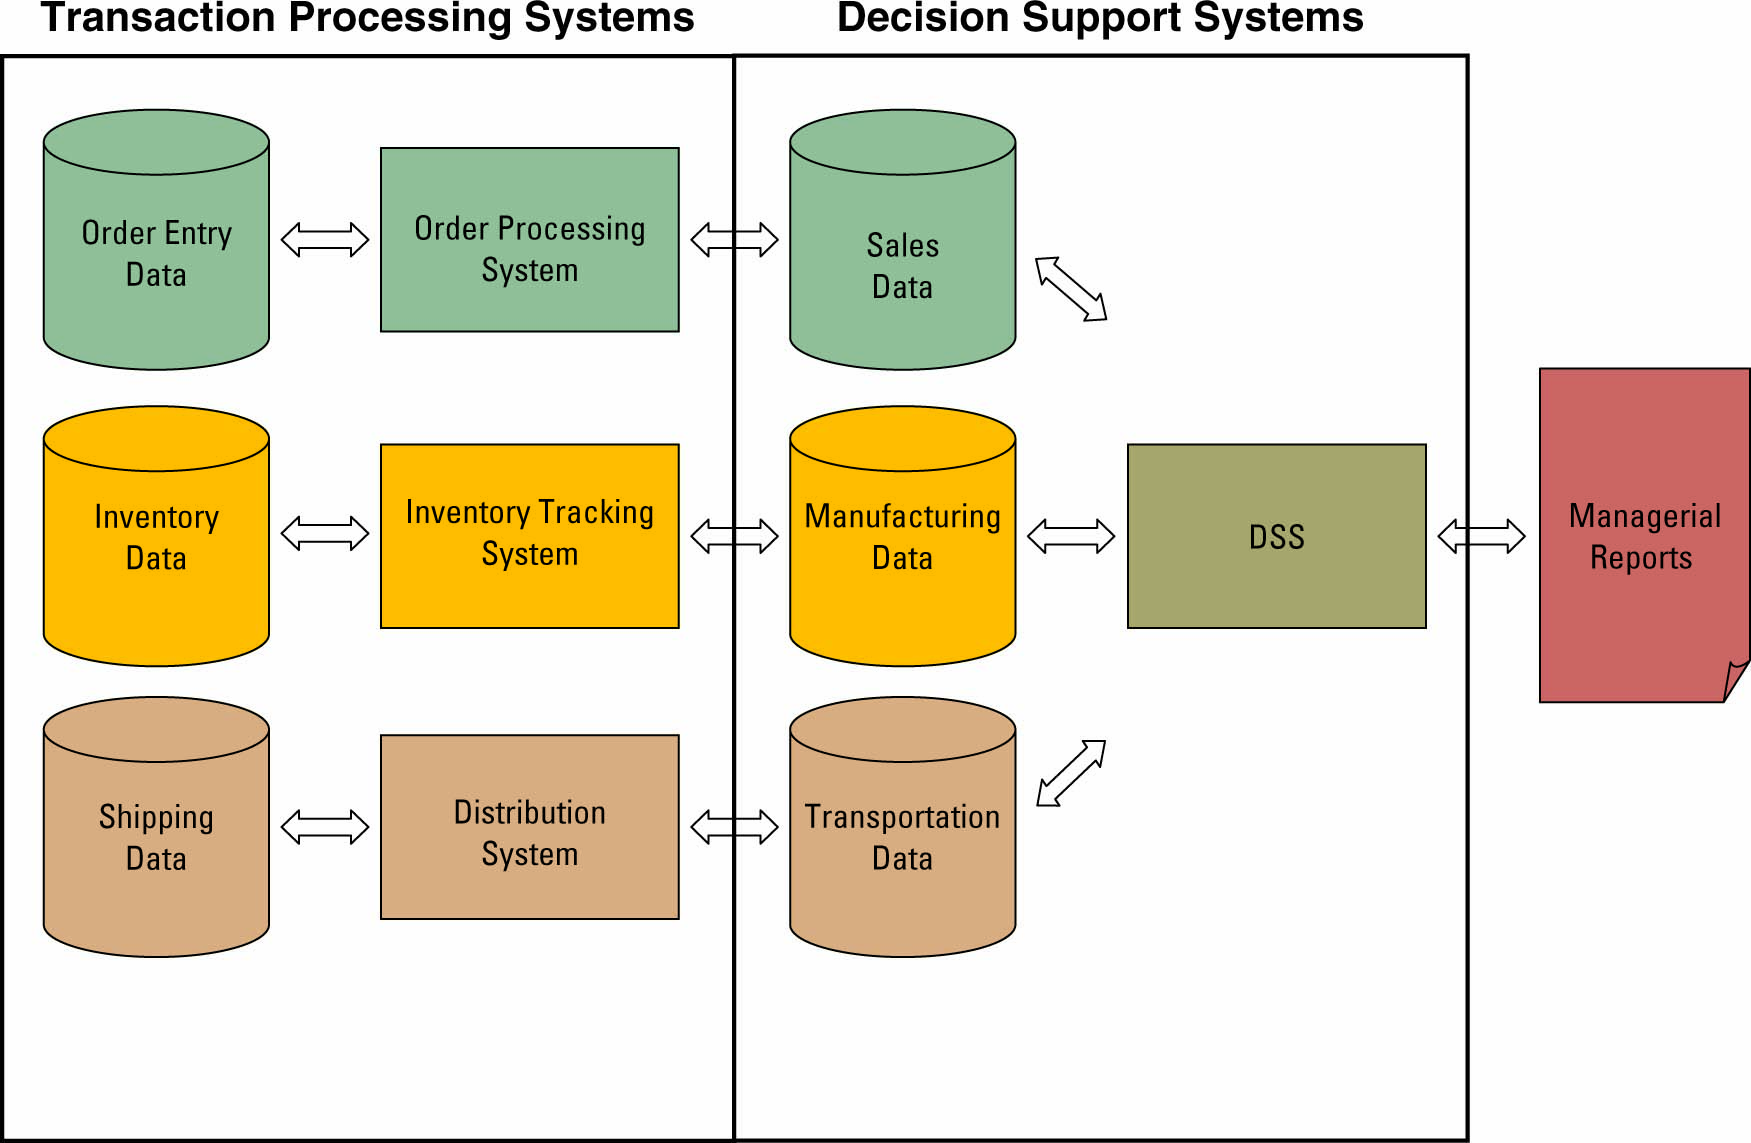 Transaction Processing Systems
Decision Support Systems
Order Entry
Data
Order Processing
System
Sales
Data
Inventory
Data
Inventory Tracking
System
Manufacturing
Data
DSS
Managerial
Reports
Shipping
Data
Distribution
System
Transportation
Data